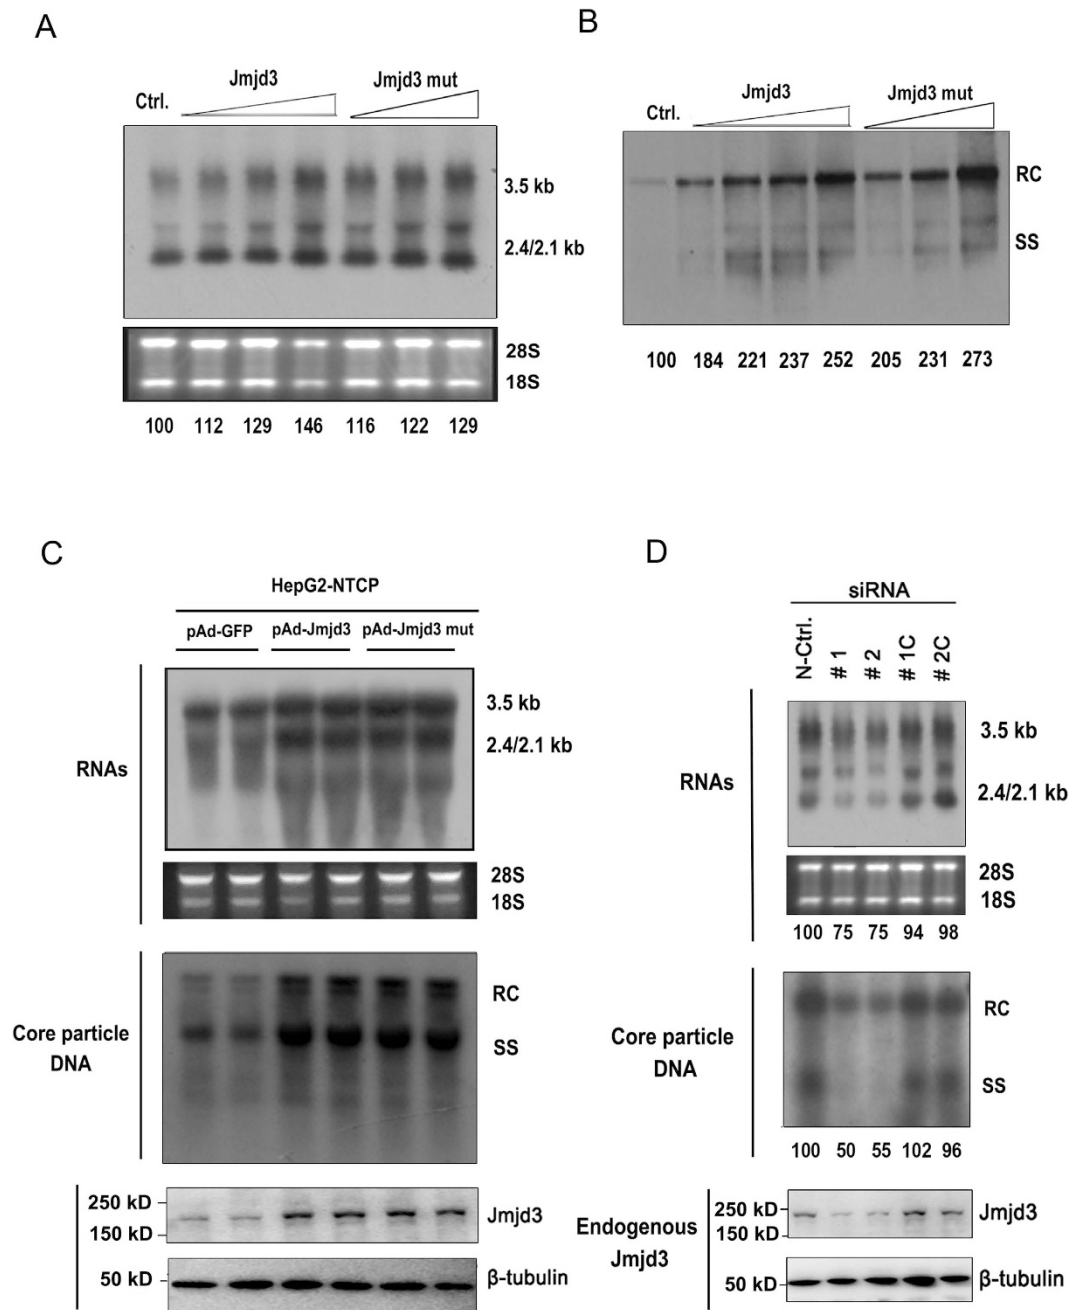 A
Jmjd3
Jmjd3 mut
Ctrl.
3.5 kb
2.4/2.1 kb
28S
18S
100 112 129 146 116 122 129
B
Jmjd3
Jmjd3 mut
Ctrl.
RC
SS
100 184 221 237 252 205 231 273
C
HepG2-NTCP
pAd-GFP pAd-Jmjd3 pAd-Jmjd3 mut
3.5 kb
2.4/2.1 kb
RNAs
28S
18S
RC
Core particle
DNA
SS
250 kD
Jmjd3
150 kD
50 kD
β-tubulin
D
siRNA
N-Ctrl.
# 1
# 2
# 1C
# 2C
3.5 kb
RNAs
2.4/2.1 kb
28S
18S
100 75 75 94 98
RC
Core particle
DNA
SS
100 50 55 102 96
Endogenous
Jmjd3
250 kD
Jmjd3
150 kD
50 kD
β-tubulin